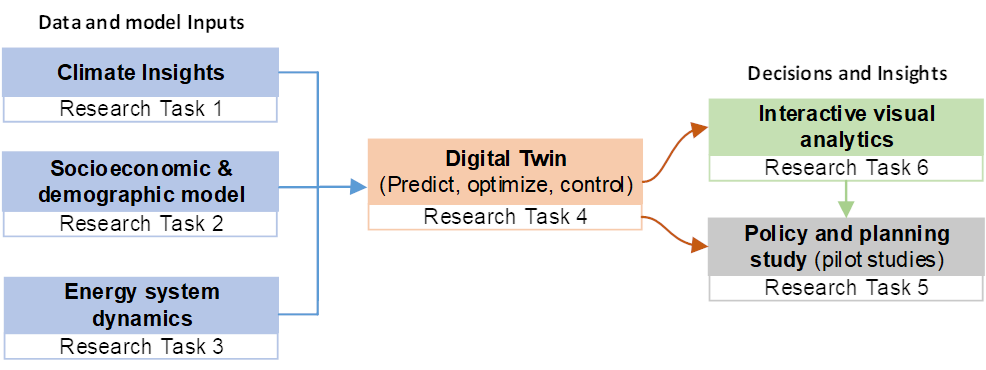 Data and model Inputs
Climate Insights
Research Task 1
Socioeconomic &
demographic model
Research Task 2
Energy system
dynamics
Research Task 3
Digital Twin
(Predict, optimize, control)
Research Task 4
Decisions and Insights
Interactive visual
analytics
Research Task 6
Policy and planning
study (pilot studies)
Research Task 5